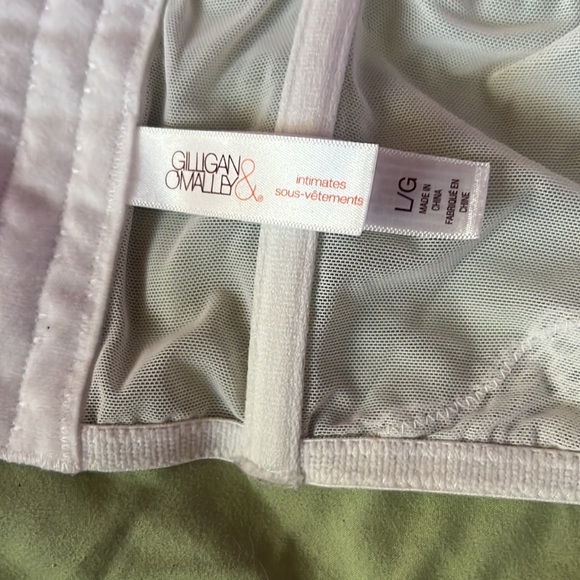 GILLIGAN
& O'MALLEY®
intimates
sous-vêtements
L/G
MADE IN
CHINA
FABRIQUÉ EN
CHINE